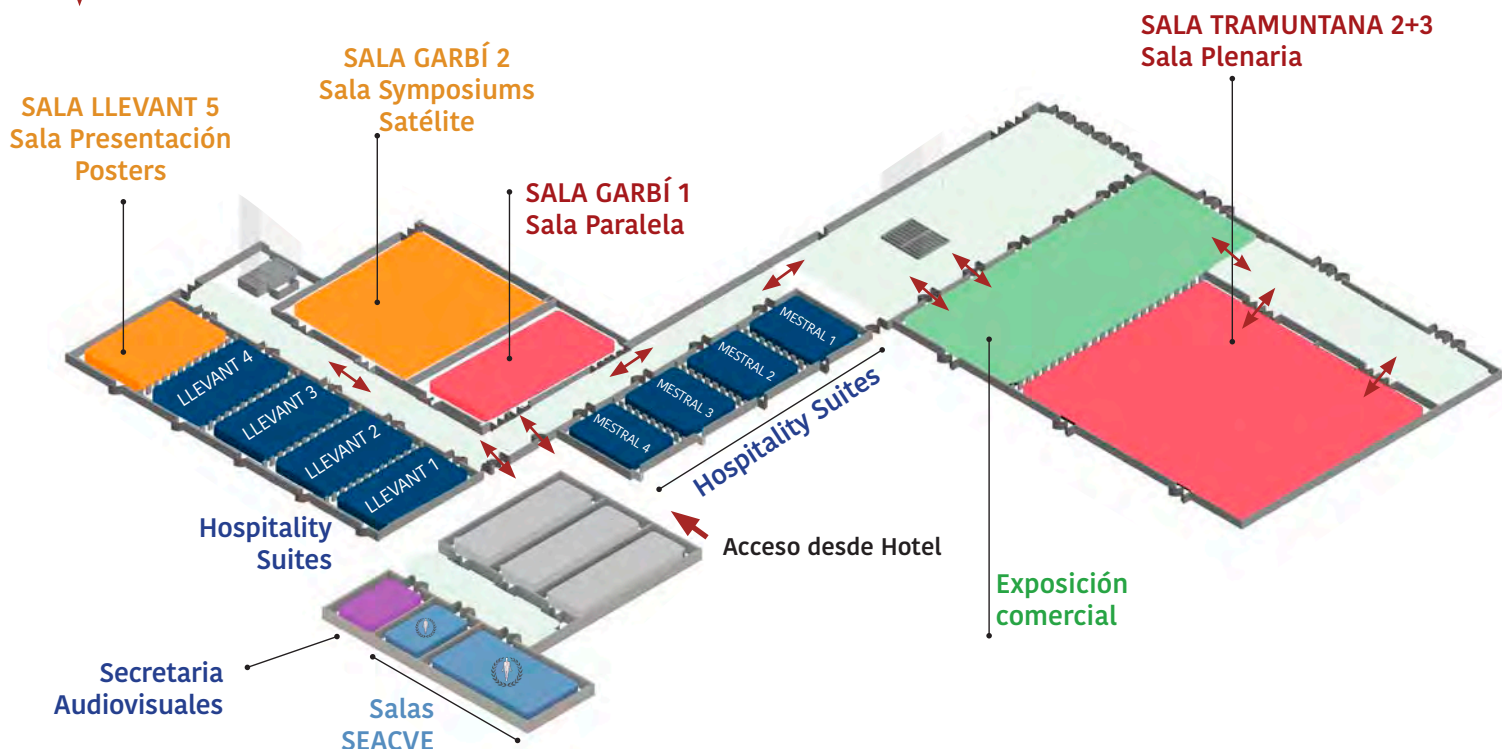 SALA TRAMUNTANA 2+3
Sala Plenaria
SALA GARBÍ 2
Sala Symposiums
Satélite
SALA LLEVANT 5
Sala Presentación
Posters
SALA GARBÍ 1
Sala Paralela
MESTRAL 1
MESTRAL 2
MESTRAL 3
MESTRAL 4
Hospitality Suites
LLEVANT 4
LLEVANT 3
LLEVANT 2
LLEVANT 1
Hospitality
Suites
Acceso desde Hotel
Exposición
comercial
Secretaria
Audiovisuales
Salas
SEACVE